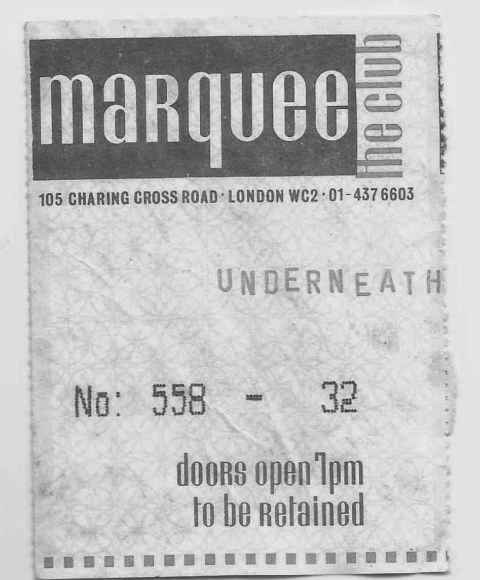 marquee
the club
105 CHARING CROSS ROAD · LONDON WC2 · 01-437 6603
UNDERNEATH
No: 558 - 32
doors open 7pm
to be retained